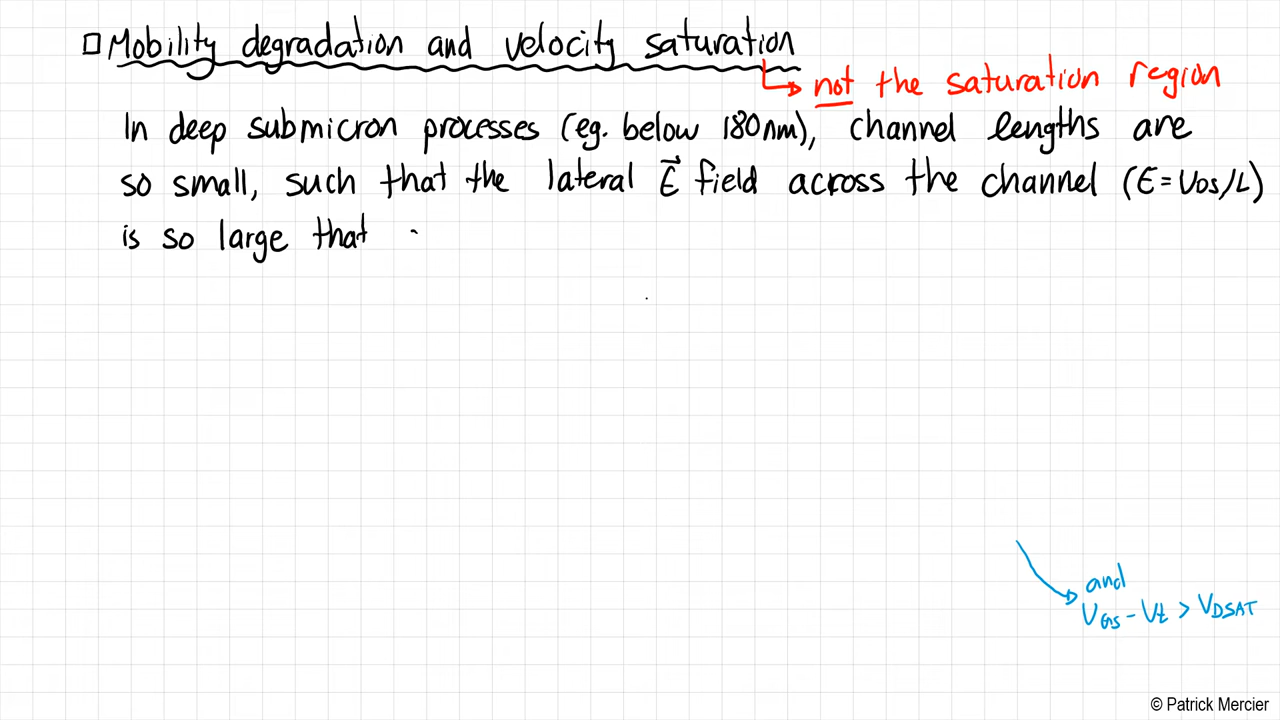 Mobility degradation and velocity saturation
not the saturation region
In deep submicron processes (eg. below 180nm), channel lengths are
so small, such that the lateral E⃗ field across the channel (E = VDS/L)
is so large that
and
VGS - Vt > VDSAT
© Patrick Mercier